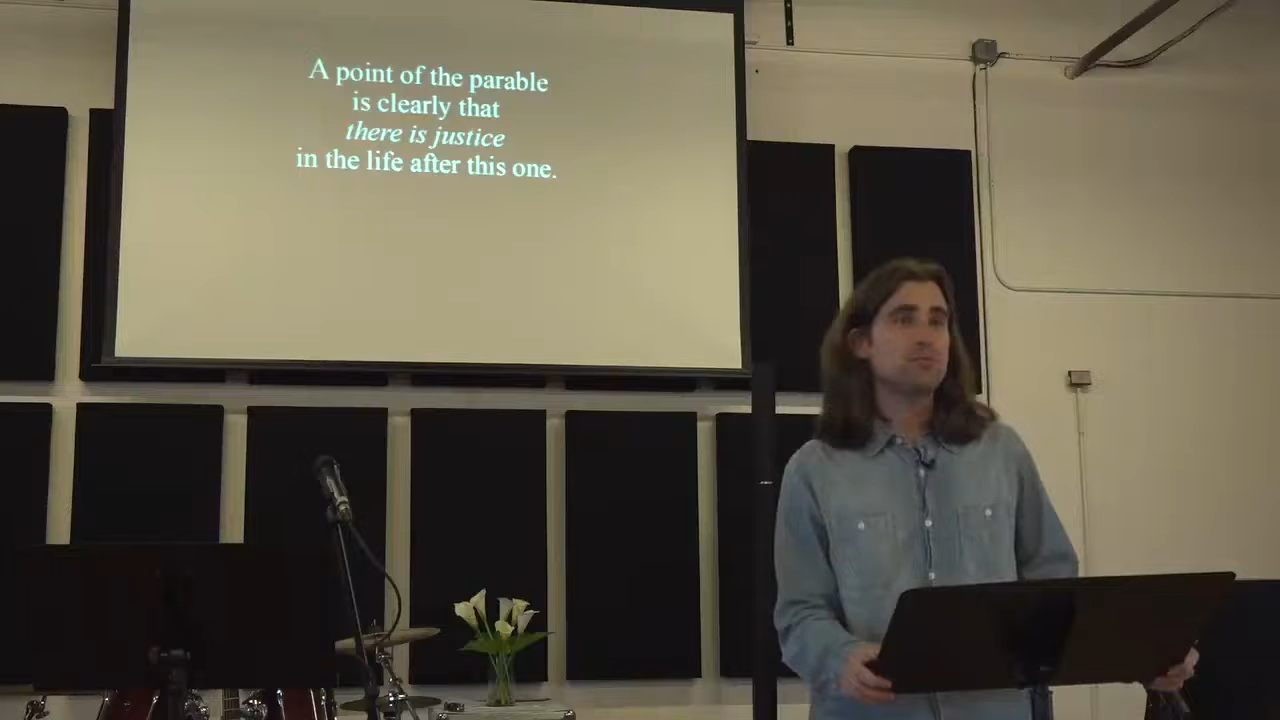 A point of the parable
is clearly that
there is justice
in the life after this one.